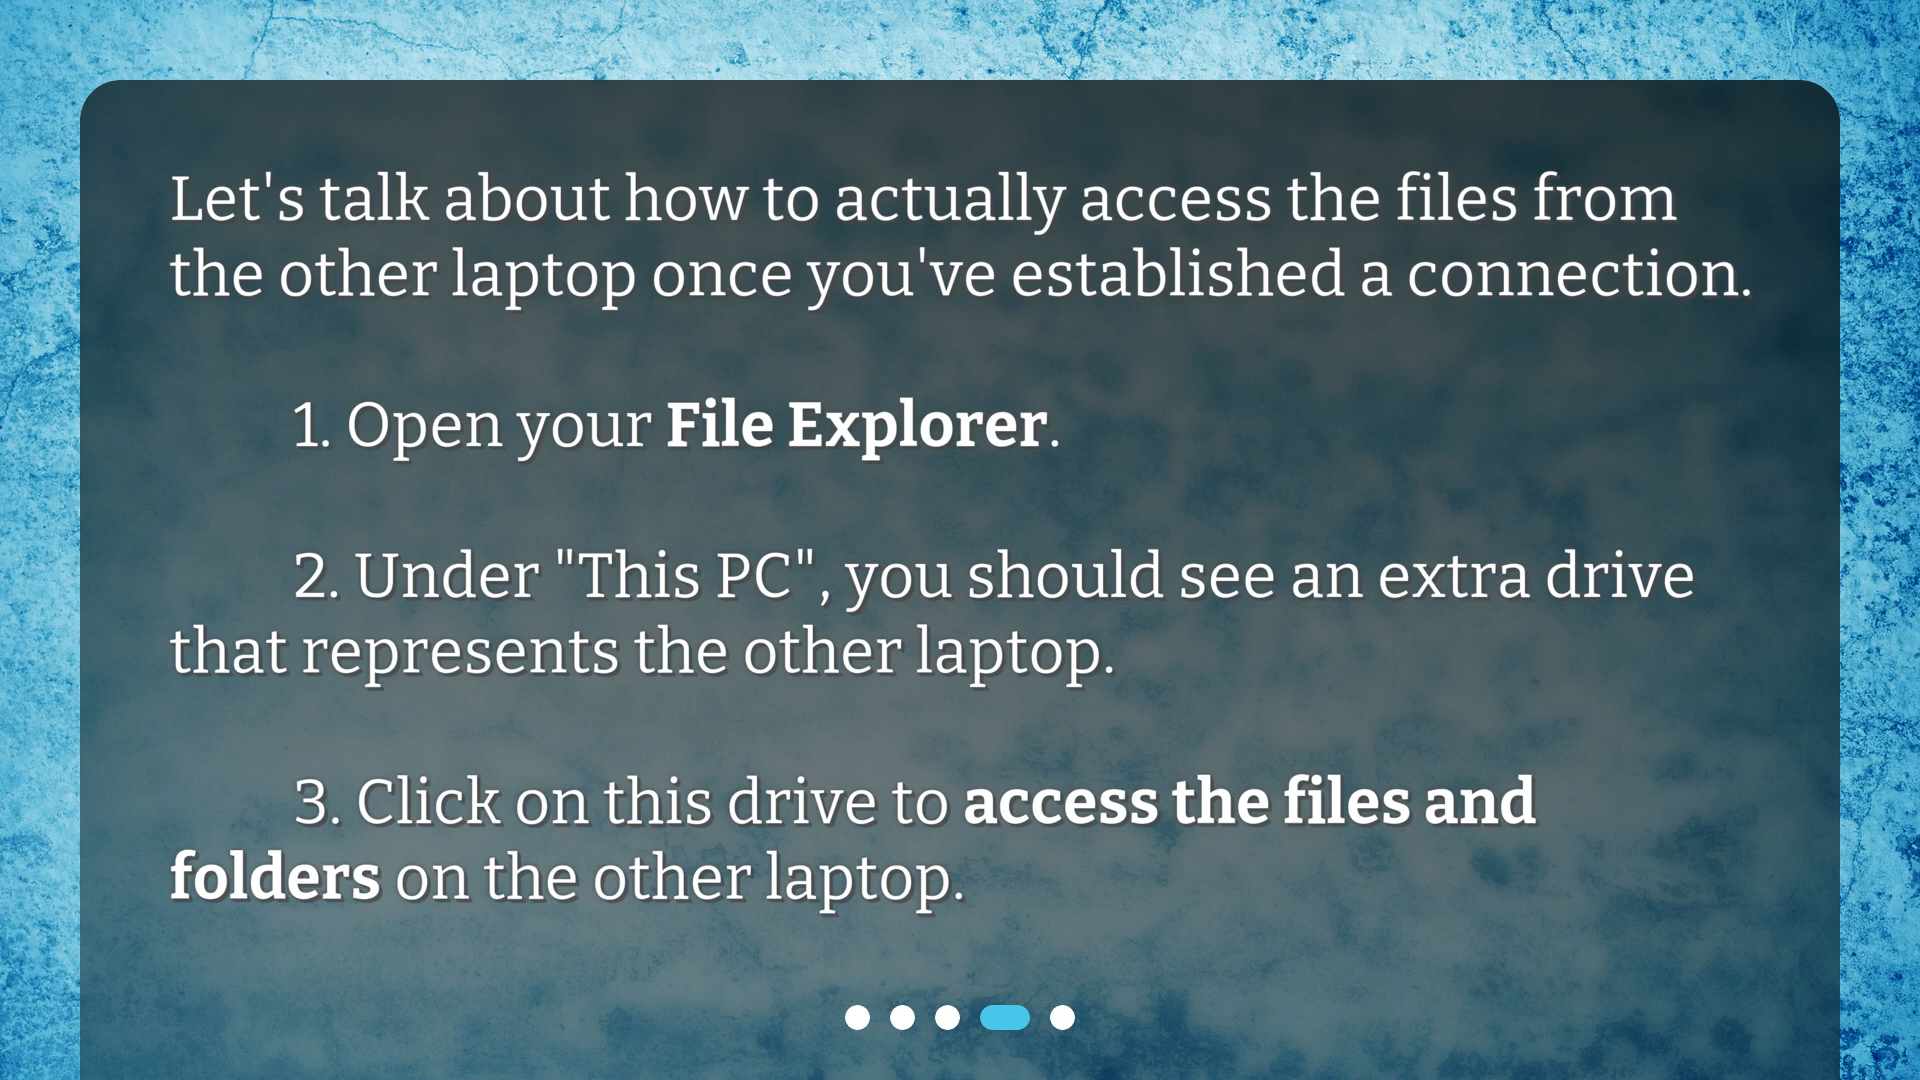 Let's talk about how to actually access the files from
the other laptop once you've established a connection.
1. Open your File Explorer.
2. Under "This PC", you should see an extra drive
that represents the other laptop.
3. Click on this drive to access the files and
folders on the other laptop.